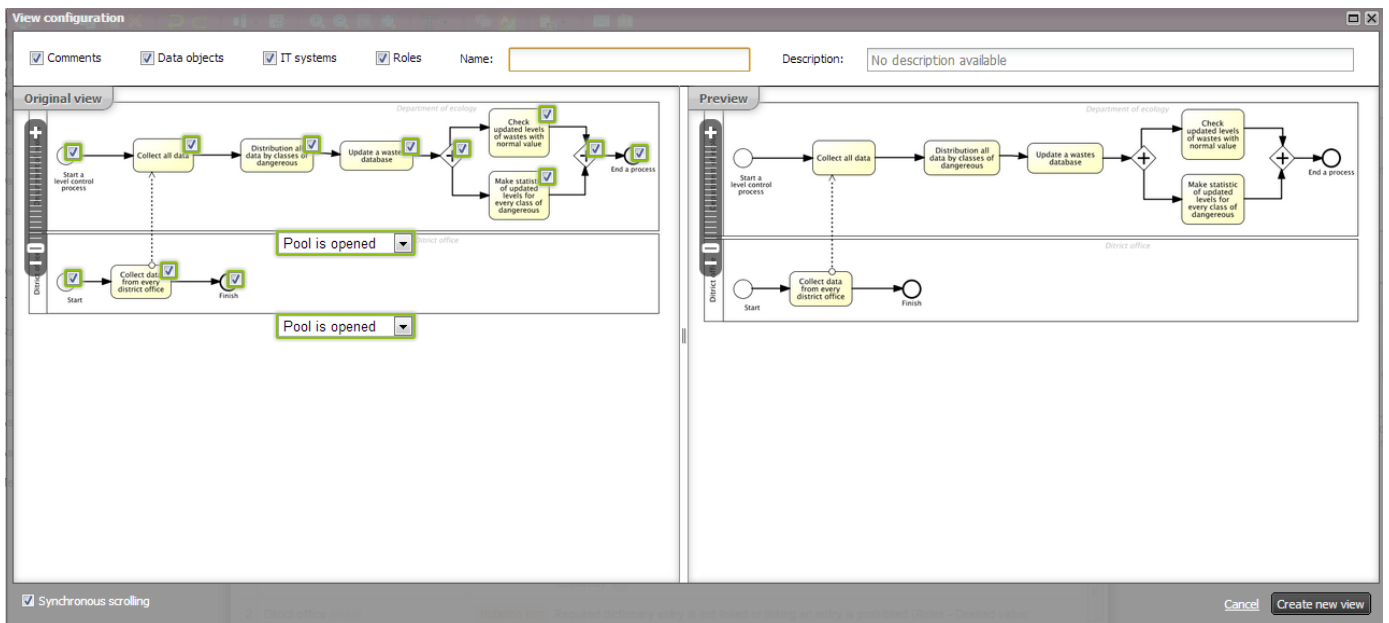 View configuration
Comments
Data objects
IT systems
Roles
Name:
Description:
No description available
Original view
Department of ecology
Start a
level control
process
Collect all data
Distribution all
data by classes of
dangereous
Update a wastes
database
Check
updated levels
of wastes with
normal value
Make statistic
of updated
levels for
every class of
dangereous
End a process
Pool is opened
Ditrict office
Start
Collect data
from every
district office
Finish
Pool is opened
Preview
Department of ecology
Start a
level control
process
Collect all data
Distribution all
data by classes of
dangereous
Update a wastes
database
Check
updated levels
of wastes with
normal value
Make statistic
of updated
levels for
every class of
dangereous
End a process
Ditrict office
Ditrict office
Start
Collect data
from every
district office
Finish
Synchronous scrolling
Cancel
Create new view